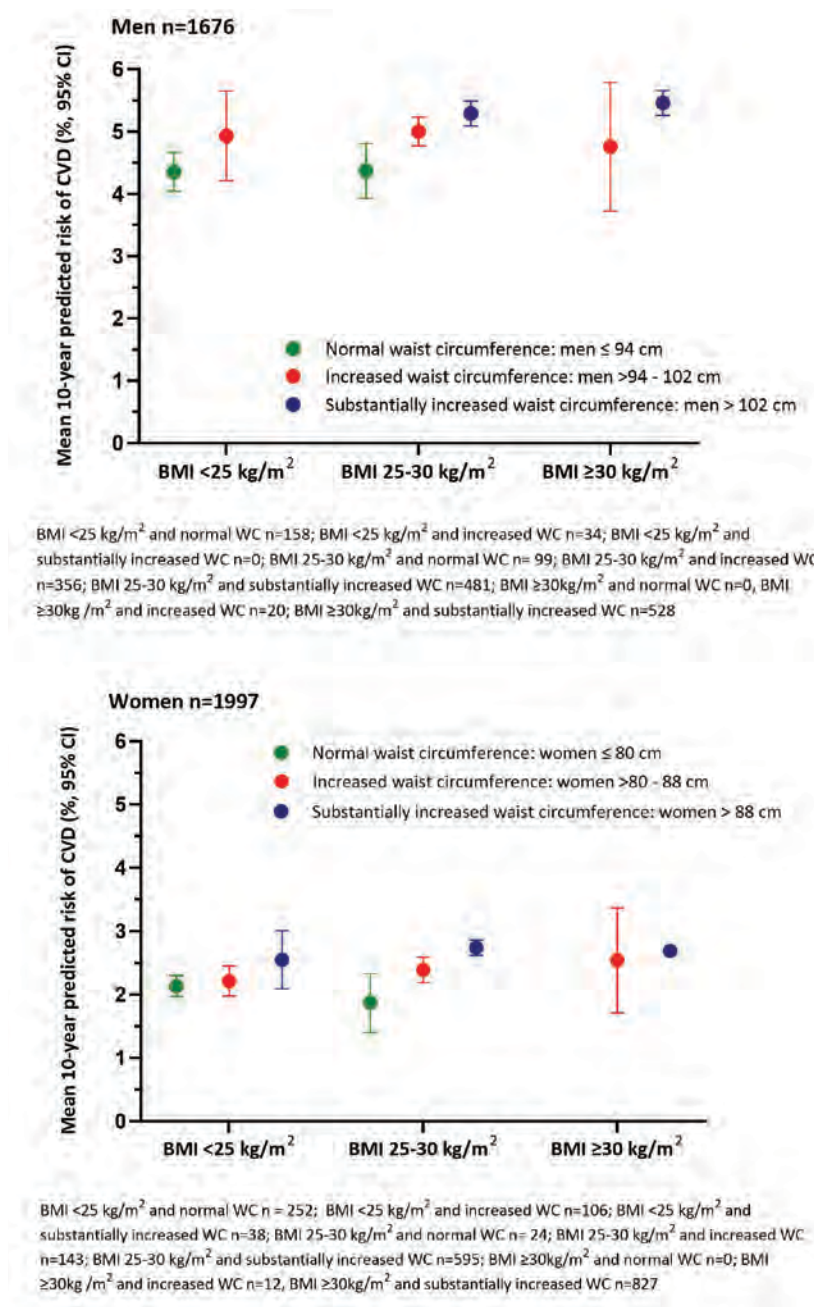 Men n=1676
Mean 10-year predicted risk of CVD (%, 95% CI)
6
5
4
3
2
1
0
Normal waist circumference: men ≤ 94 cm
Increased waist circumference: men >94 - 102 cm
Substantially increased waist circumference: men > 102 cm
BMI <25 kg/m²
BMI 25-30 kg/m²
BMI ≥30 kg/m²
BMI <25 kg/m² and normal WC n=158; BMI <25 kg/m² and increased WC n=34; BMI <25 kg/m² and
substantially increased WC n=0; BMI 25-30 kg/m² and normal WC n= 99; BMI 25-30 kg/m² and increased WC
n=356; BMI 25-30 kg/m² and substantially increased WC n=481; BMI ≥30kg/m² and normal WC n=0, BMI
≥30kg /m² and increased WC n=20; BMI ≥30kg/m² and substantially increased WC n=528
Women n=1997
Mean 10-year predicted risk of CVD (%, 95% CI)
6
5
4
3
2
1
0
Normal waist circumference: women ≤ 80 cm
Increased waist circumference: women >80 - 88 cm
Substantially increased waist circumference: women > 88 cm
BMI <25 kg/m²
BMI 25-30 kg/m²
BMI ≥30 kg/m²
BMI <25 kg/m² and normal WC n = 252; BMI <25 kg/m² and increased WC n=106; BMI <25 kg/m² and
substantially increased WC n=38; BMI 25-30 kg/m² and normal WC n= 24; BMI 25-30 kg/m² and increased WC
n=143; BMI 25-30 kg/m² and substantially increased WC n=595; BMI ≥30kg/m² and normal WC n=0; BMI
≥30kg /m² and increased WC n=12, BMI ≥30kg/m² and substantially increased WC n=827